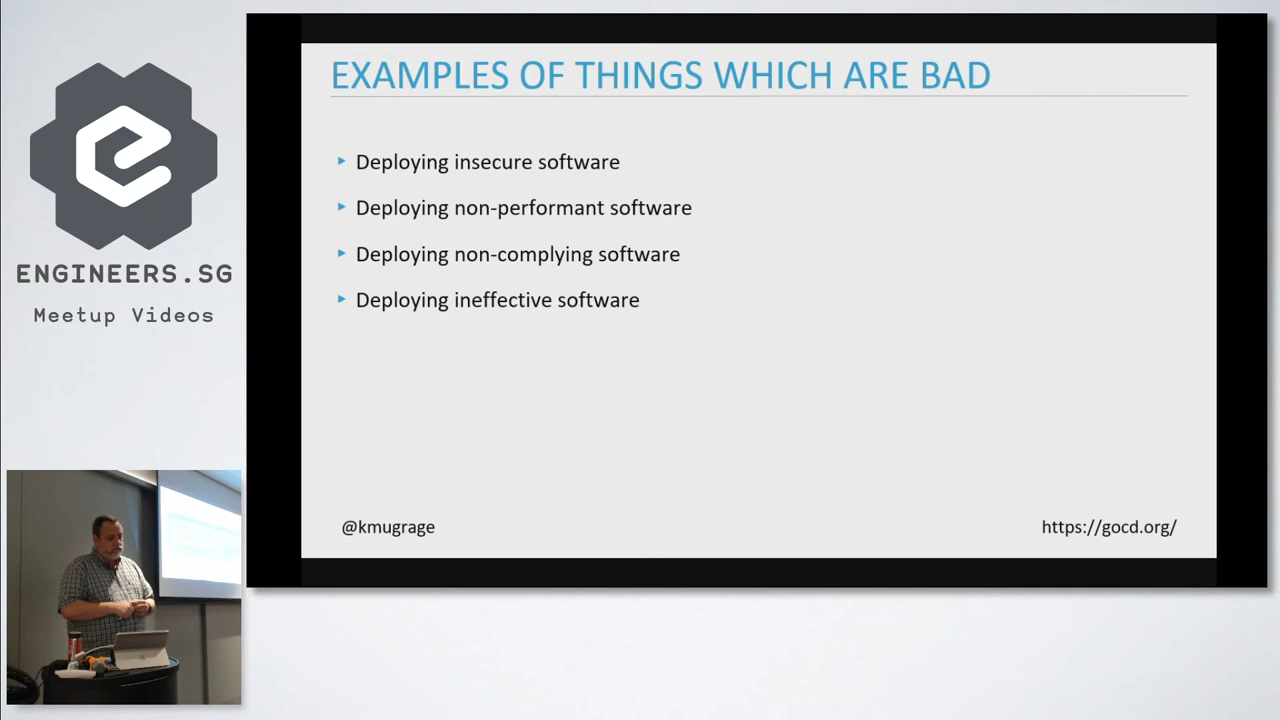 ENGINEERS.SG
Meetup Videos
EXAMPLES OF THINGS WHICH ARE BAD
Deploying insecure software
Deploying non-performant software
Deploying non-complying software
Deploying ineffective software
@kmugrage
https://gocd.org/